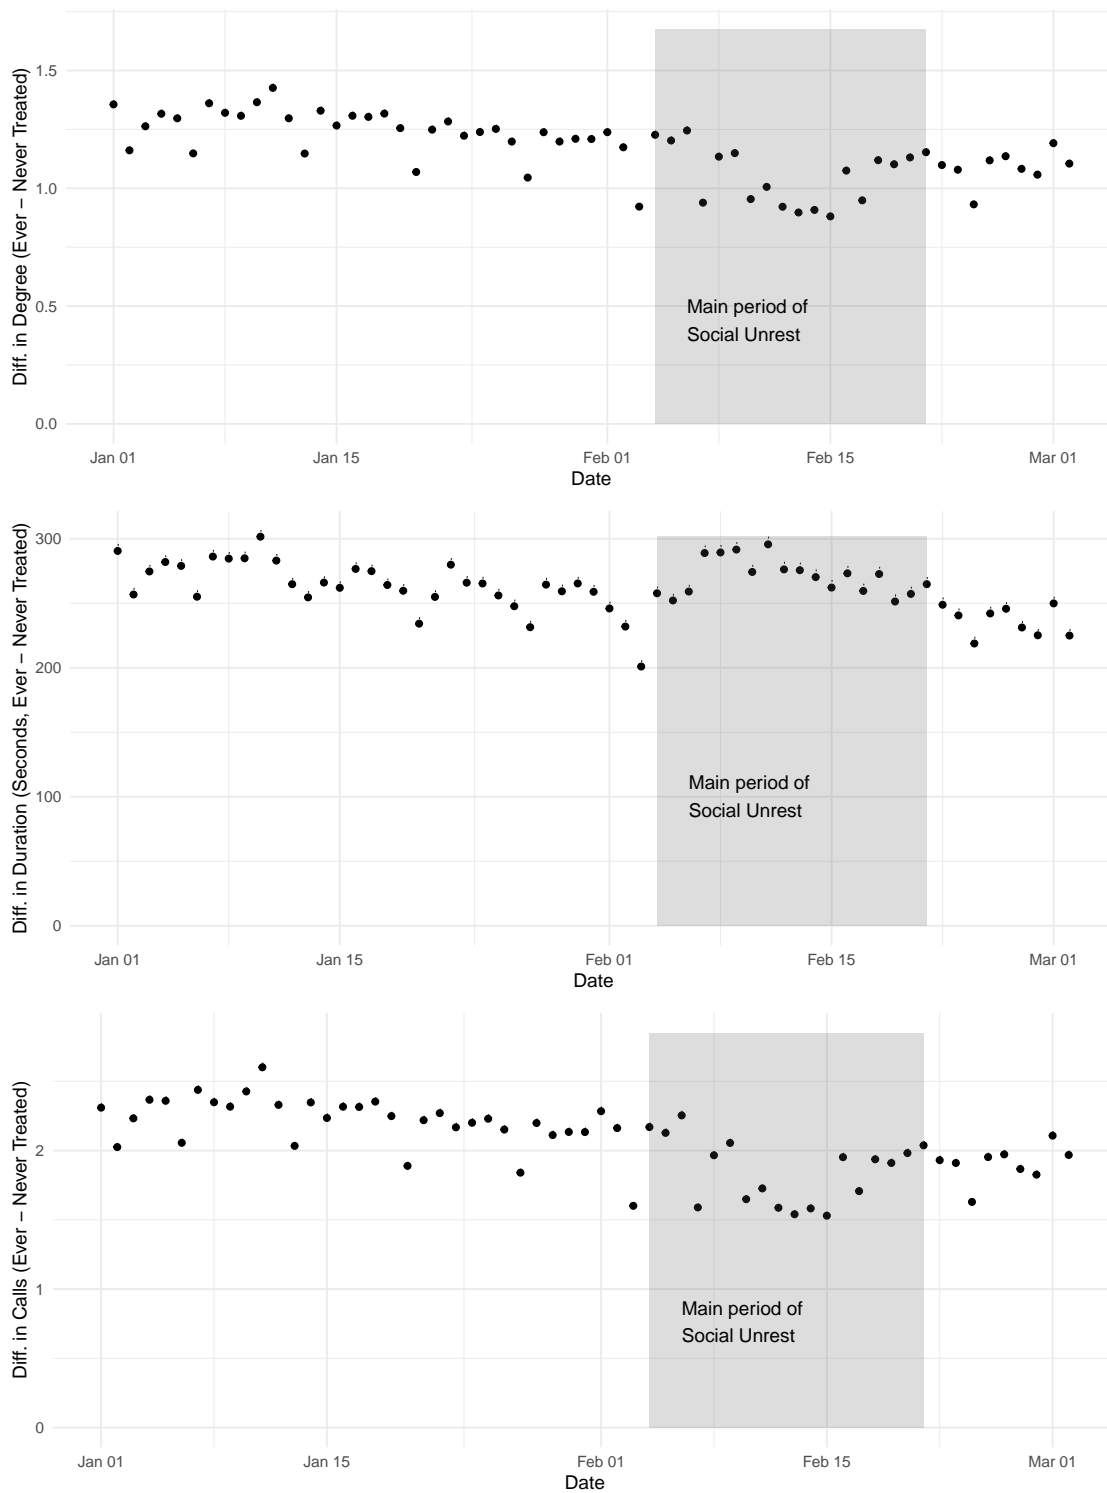 Diff. in Degree (Ever − Never Treated)
1.5
1.0
0.5
0.0
Main period of
Social Unrest
Jan 01
Jan 15
Feb 01
Feb 15
Mar 01
Date
Diff. in Duration (Seconds, Ever − Never Treated)
300
200
100
0
Main period of
Social Unrest
Jan 01
Jan 15
Feb 01
Feb 15
Mar 01
Date
Diff. in Calls (Ever − Never Treated)
2
1
0
Main period of
Social Unrest
Jan 01
Jan 15
Feb 01
Feb 15
Mar 01
Date